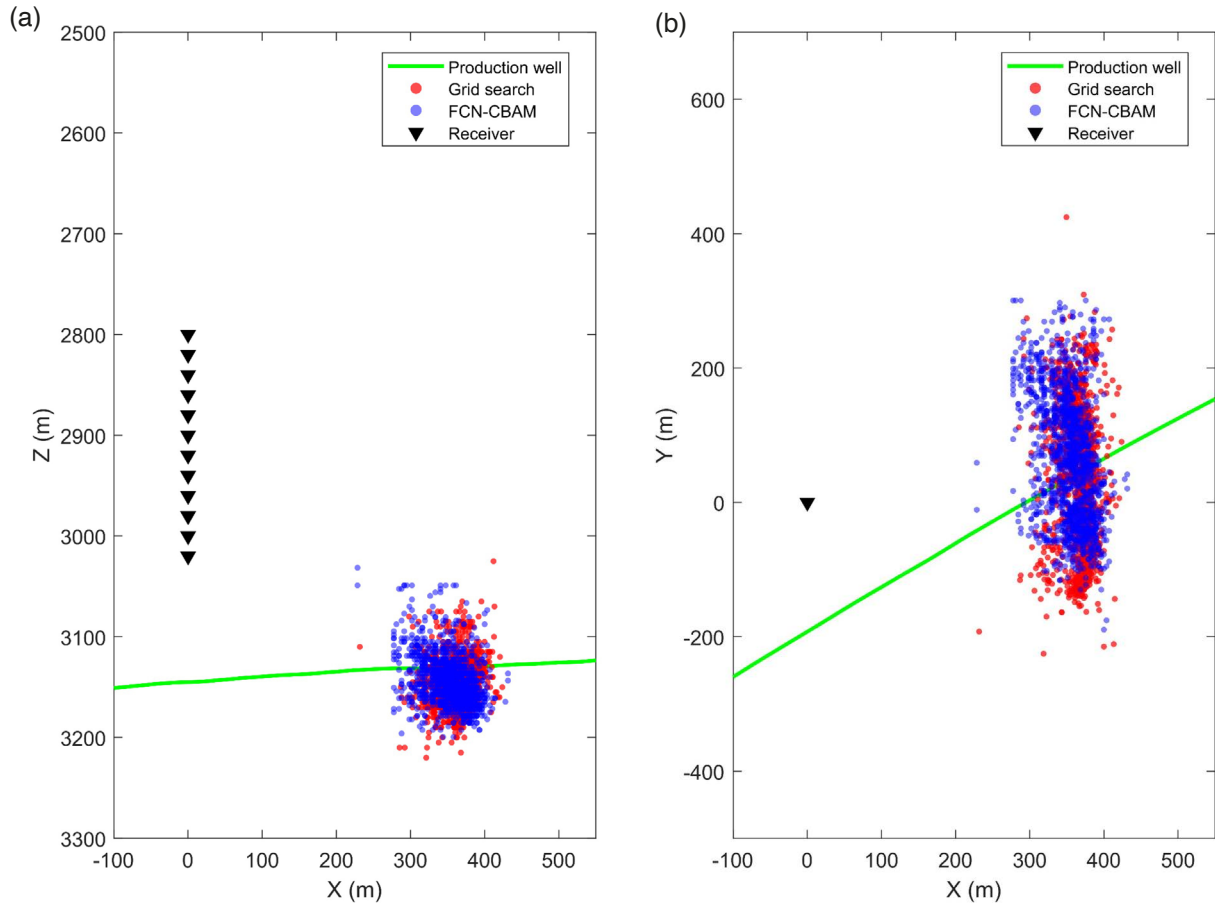 (a)
2500
2600
2700
2800
2900
3000
3100
3200
3300
Z (m)
-100
0
100
200
300
400
500
X (m)
Production well
Grid search
FCN-CBAM
Receiver
(b)
600
400
200
0
-200
-400
Y (m)
-100
0
100
200
300
400
500
X (m)
Production well
Grid search
FCN-CBAM
Receiver